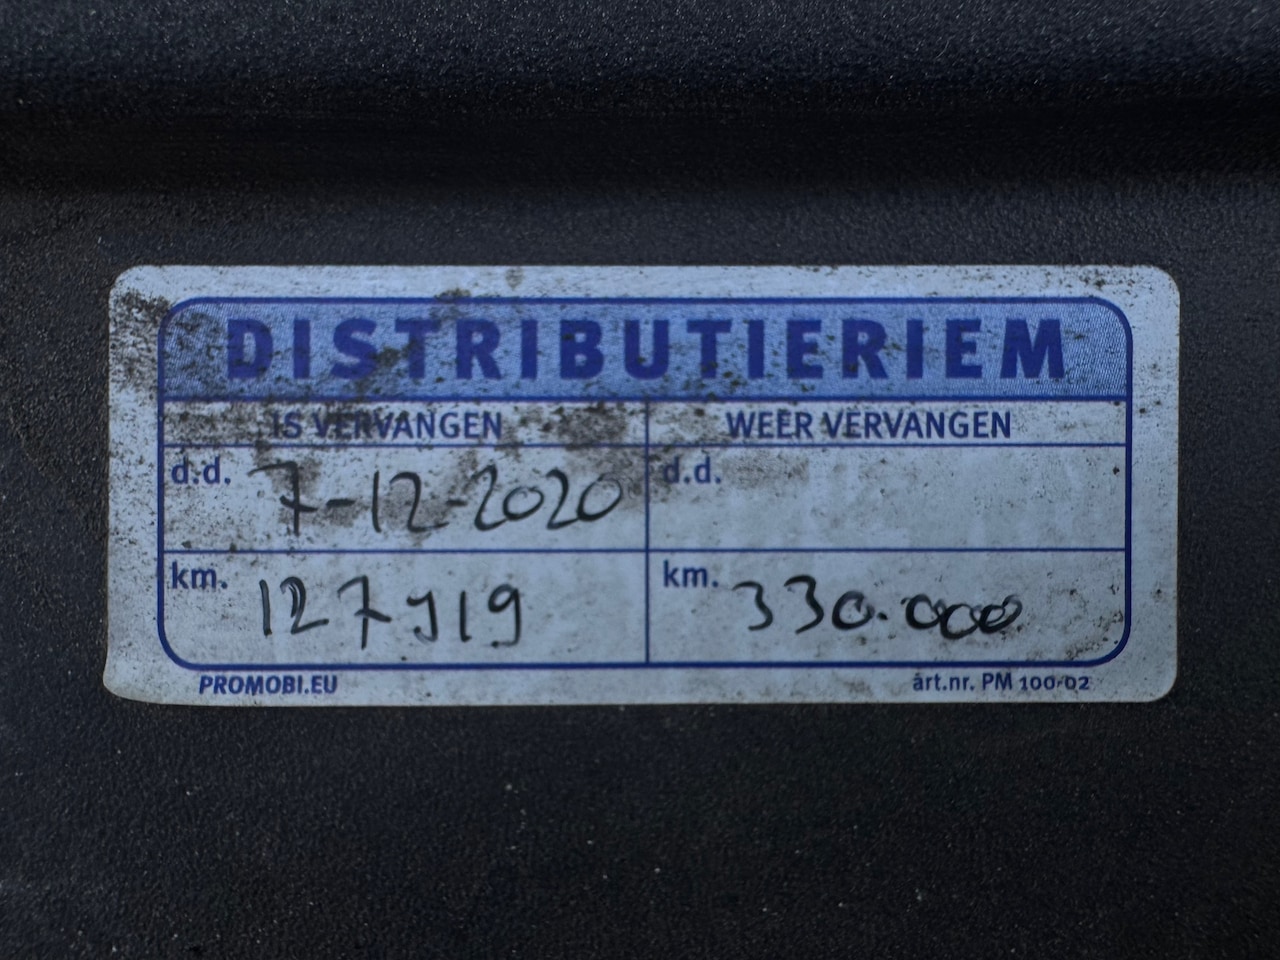 DISTRIBUTIERIEM
IS VERVANGEN WEER VERVANGEN
d.d. 7-12-2020 d.d.
km. 127919 km. 330.000
PROMOBI.EU art.nr. PM 100-02